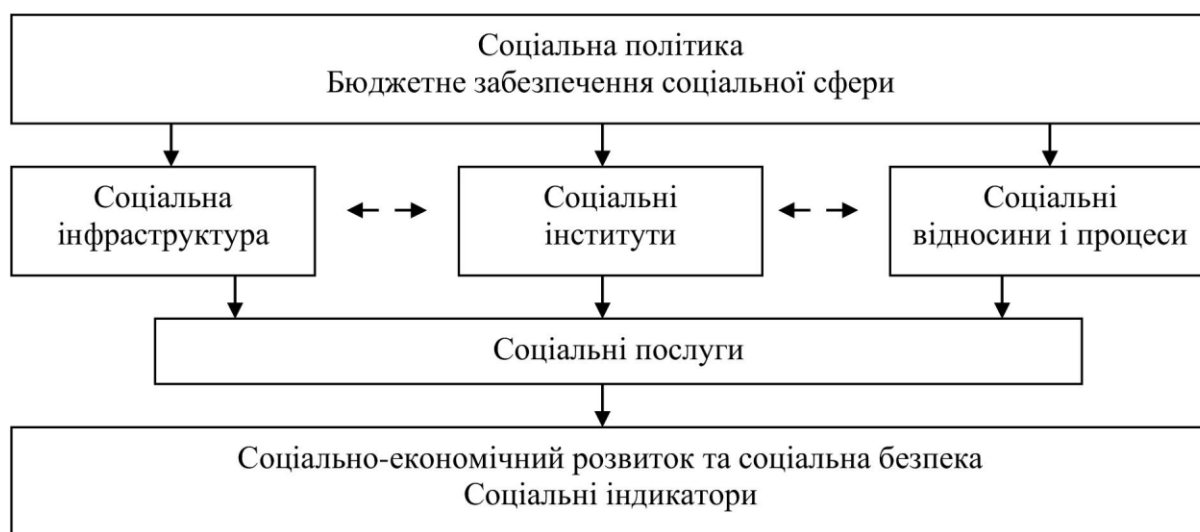 Соціальна політика
Бюджетне забезпечення соціальної сфери
Соціальна
інфраструктура
Соціальні
інститути
Соціальні
відносини і процеси
Соціальні послуги
Соціально-економічний розвиток та соціальна безпека
Соціальні індикатори